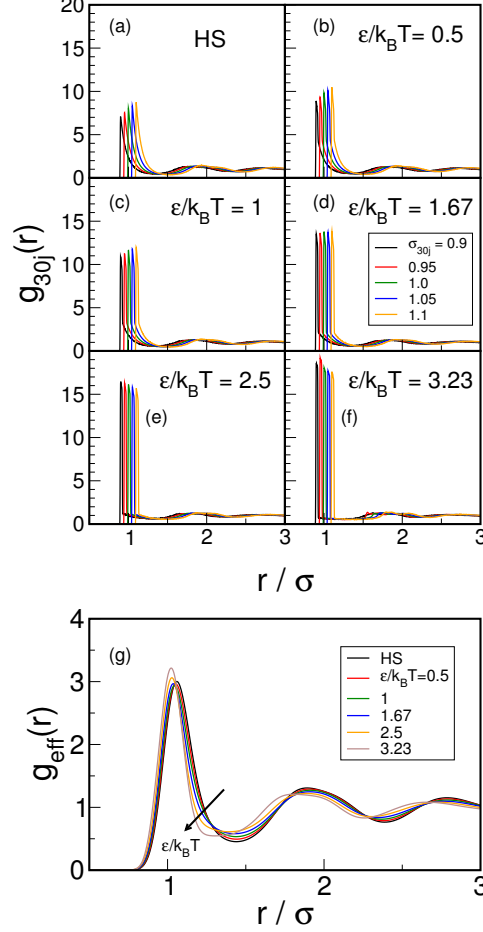 20
(a)
HS
(b)
ε/k_BT= 0.5
15
10
5
0
(c)
ε/k_BT = 1
(d)
ε/k_BT = 1.67
15
σ_30j = 0.9
0.95
1.0
1.05
1.1
10
5
0
g_30j(r)
ε/k_BT = 2.5
ε/k_BT = 3.23
(e)
(f)
15
10
5
0
1
2
1
2
3
r / σ
4
(g)
HS
ε/k_BT=0.5
1
1.67
2.5
3.23
3
2
1
0
g_eff(r)
ε/k_BT
1
2
3
r / σ